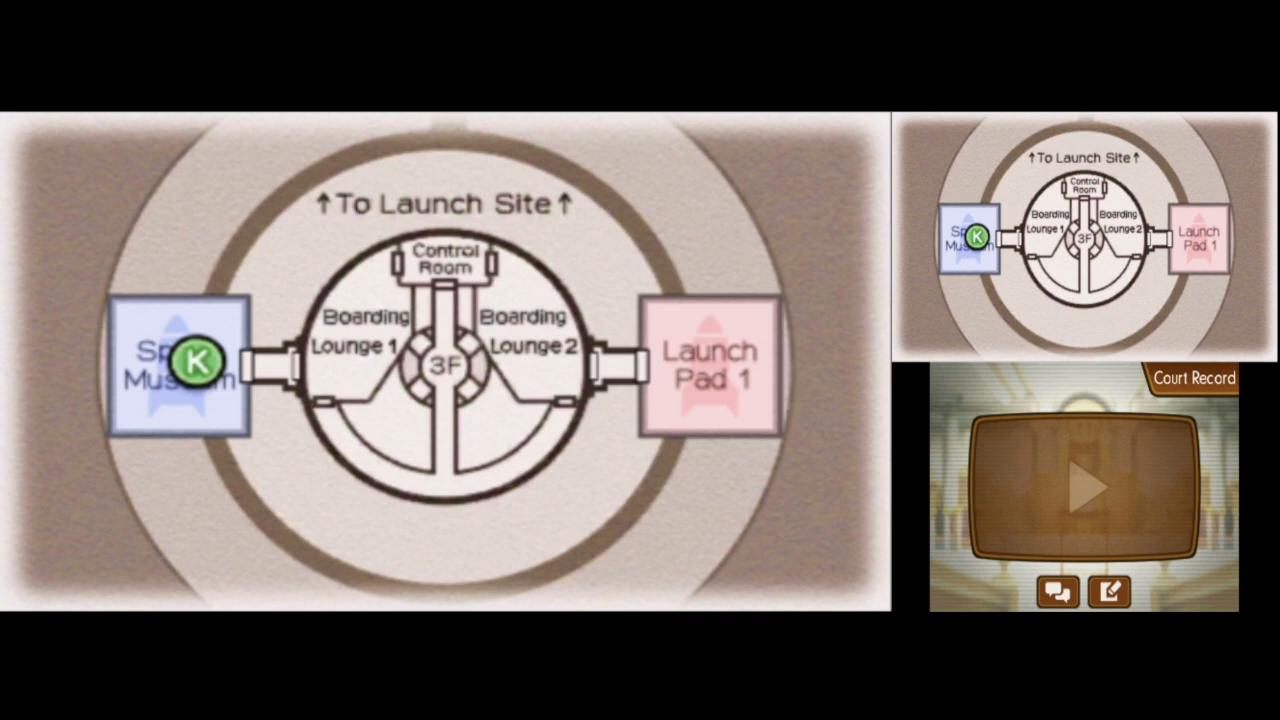 ↑To Launch Site↑
Control
Room
Boarding
Lounge 1
Boarding
Lounge 2
3F
K
Launch
Pad 1
↑To Launch Site↑
Control
Room
Boarding
Lounge 1
Boarding
Lounge 2
3F
K
Launch
Pad 1
Court Record